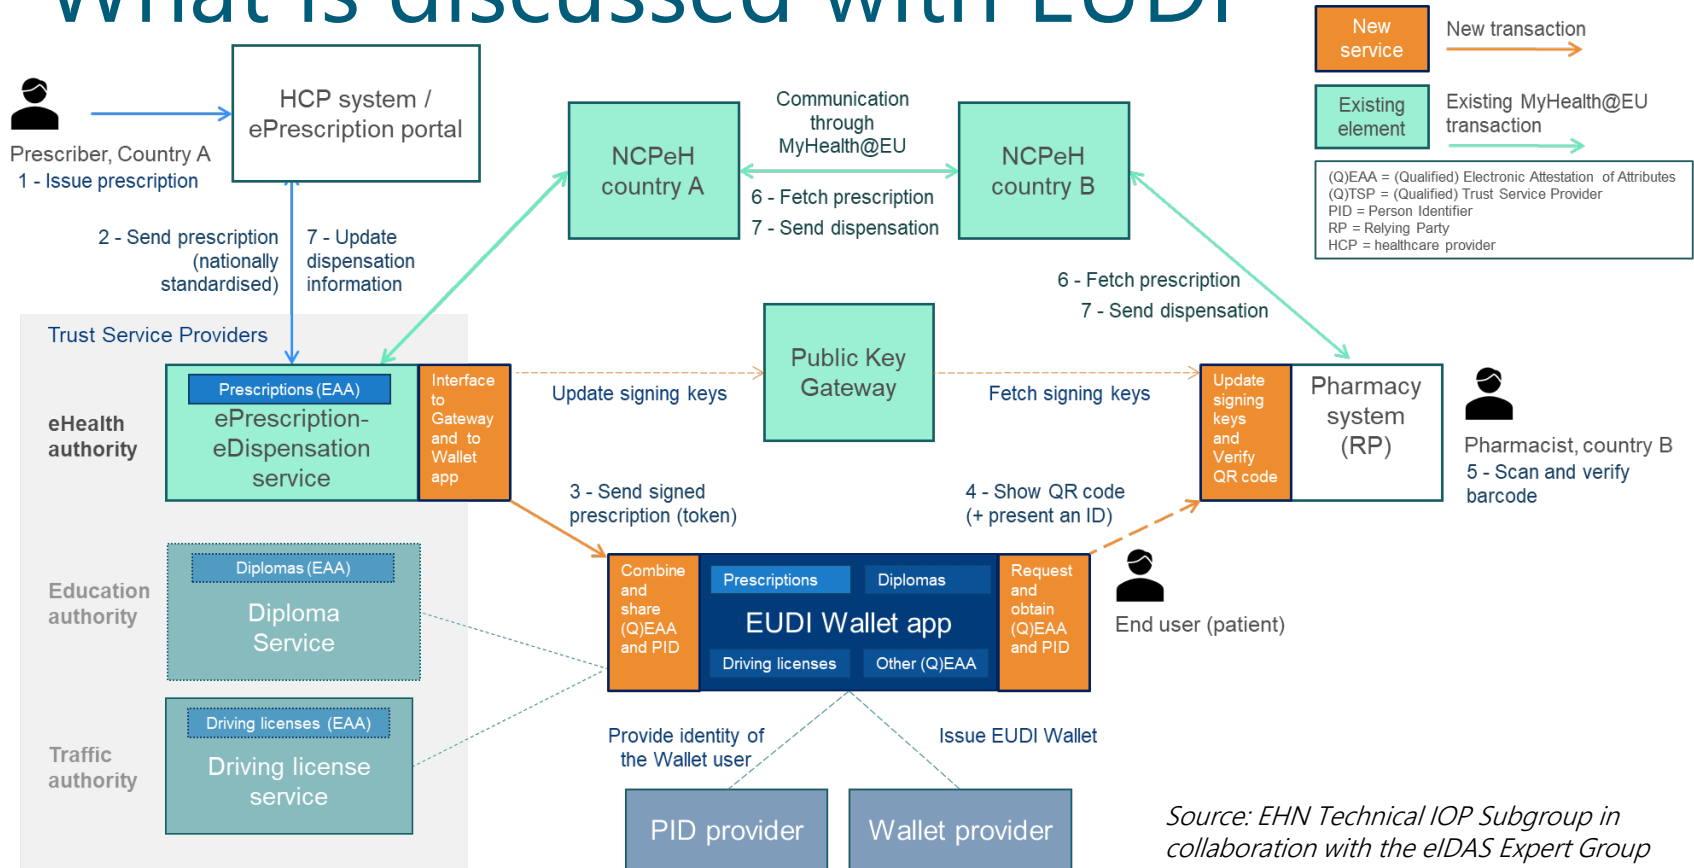 What is discussed with EUDI
New
service
New transaction
Existing
element
Existing MyHealth@EU
transaction
(Q)EAA = (Qualified) Electronic Attestation of Attributes
(Q)TSP = (Qualified) Trust Service Provider
PID = Person Identifier
RP = Relying Party
HCP = healthcare provider
Prescriber, Country A
1 - Issue prescription
HCP system /
ePrescription portal
2 - Send prescription
(nationally
standardised)
7 - Update
dispensation
information
NCPeH
country A
Communication
through
MyHealth@EU
6 - Fetch prescription
7 - Send dispensation
NCPeH
country B
6 - Fetch prescription
7 - Send dispensation
Trust Service Providers
eHealth
authority
Prescriptions (EAA)
ePrescription-
eDispensation
service
Interface
to
Gateway
and to
Wallet
app
Update signing keys
Public Key
Gateway
Fetch signing keys
Update
signing
keys
and
Verify
QR code
Pharmacy
system
(RP)
Pharmacist, country B
5 - Scan and verify
barcode
3 - Send signed
prescription (token)
4 - Show QR code
(+ present an ID)
Education
authority
Diplomas (EAA)
Diploma
Service
Combine
and
share
(Q)EAA
and PID
Prescriptions
Diplomas
EUDI Wallet app
Driving licenses
Other (Q)EAA
Request
and
obtain
(Q)EAA
and PID
End user (patient)
Traffic
authority
Driving licenses (EAA)
Driving license
service
Provide identity of
the Wallet user
Issue EUDI Wallet
PID provider
Wallet provider
Source: EHN Technical IOP Subgroup in
collaboration with the eIDAS Expert Group